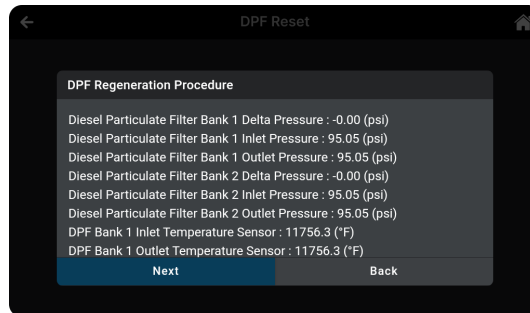 DPF Reset
DPF Regeneration Procedure
Diesel Particulate Filter Bank 1 Delta Pressure : -0.00 (psi)
Diesel Particulate Filter Bank 1 Inlet Pressure : 95.05 (psi)
Diesel Particulate Filter Bank 1 Outlet Pressure : 95.05 (psi)
Diesel Particulate Filter Bank 2 Delta Pressure : -0.00 (psi)
Diesel Particulate Filter Bank 2 Inlet Pressure : 95.05 (psi)
Diesel Particulate Filter Bank 2 Outlet Pressure : 95.05 (psi)
DPF Bank 1 Inlet Temperature Sensor : 11756.3 (°F)
DPF Bank 1 Outlet Temperature Sensor : 11756.3 (°F)
Next Back